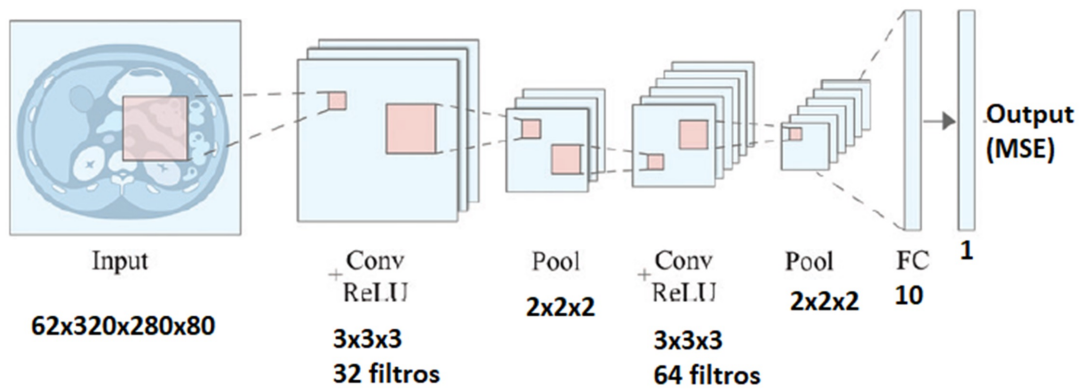 Input
62x320x280x80
+ Conv
ReLU
3x3x3
32 filtros
Pool
2x2x2
+ Conv
ReLU
3x3x3
64 filtros
Pool
2x2x2
FC
10
1
Output
(MSE)